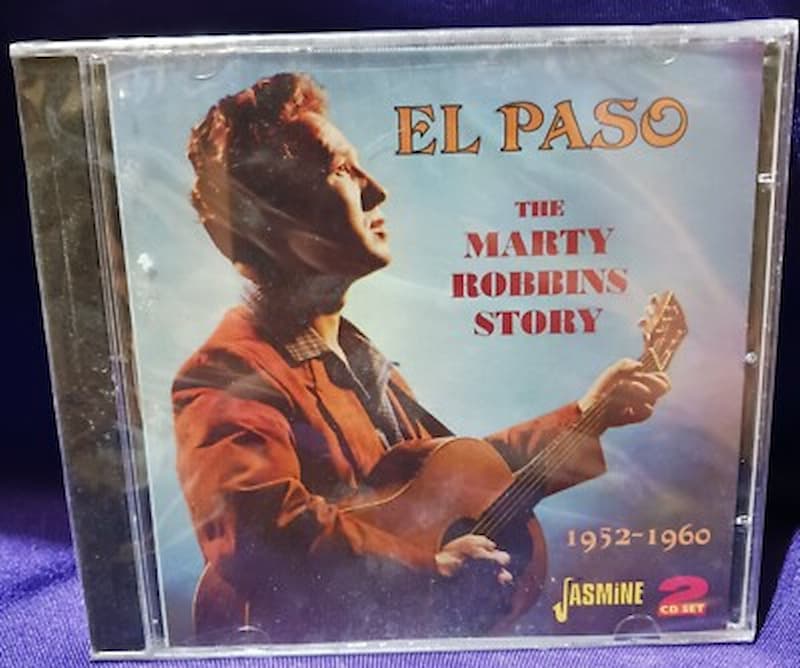 EL PASO
THE
MARTY
ROBBINS
STORY
1952-1960
JASMiNE
2
CD SET